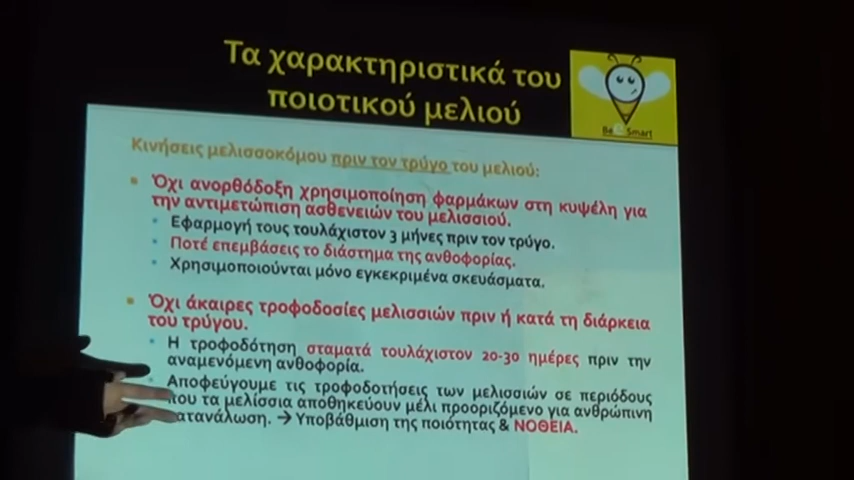 Τα χαρακτηριστικά του
ποιοτικού μελιού
Be Smart
Κινήσεις μελισσοκόμου πριν τον τρύγο του μελιού:
Όχι ανορθόδοξη χρησιμοποίηση φαρμάκων στη κυψέλη για
την αντιμετώπιση ασθενειών του μελισσιού.
Εφαρμογή τους τουλάχιστον 3 μήνες πριν τον τρύγο.
Ποτέ επεμβάσεις το διάστημα της ανθοφορίας.
Χρησιμοποιούνται μόνο εγκεκριμένα σκευάσματα.
Όχι άκαιρες τροφοδοσίες μελισσιών πριν ή κατά τη διάρκεια
του τρύγου.
Η τροφοδότηση σταματά τουλάχιστον 20-30 ημέρες πριν την
αναμενόμενη ανθοφορία.
Αποφεύγουμε τις τροφοδοτήσεις των μελισσιών σε περιόδους
που τα μελίσσια αποθηκεύουν μέλι προοριζόμενο για ανθρώπινη
κατανάλωση. → Υποβάθμιση της ποιότητας & ΝΟΘΕΙΑ.